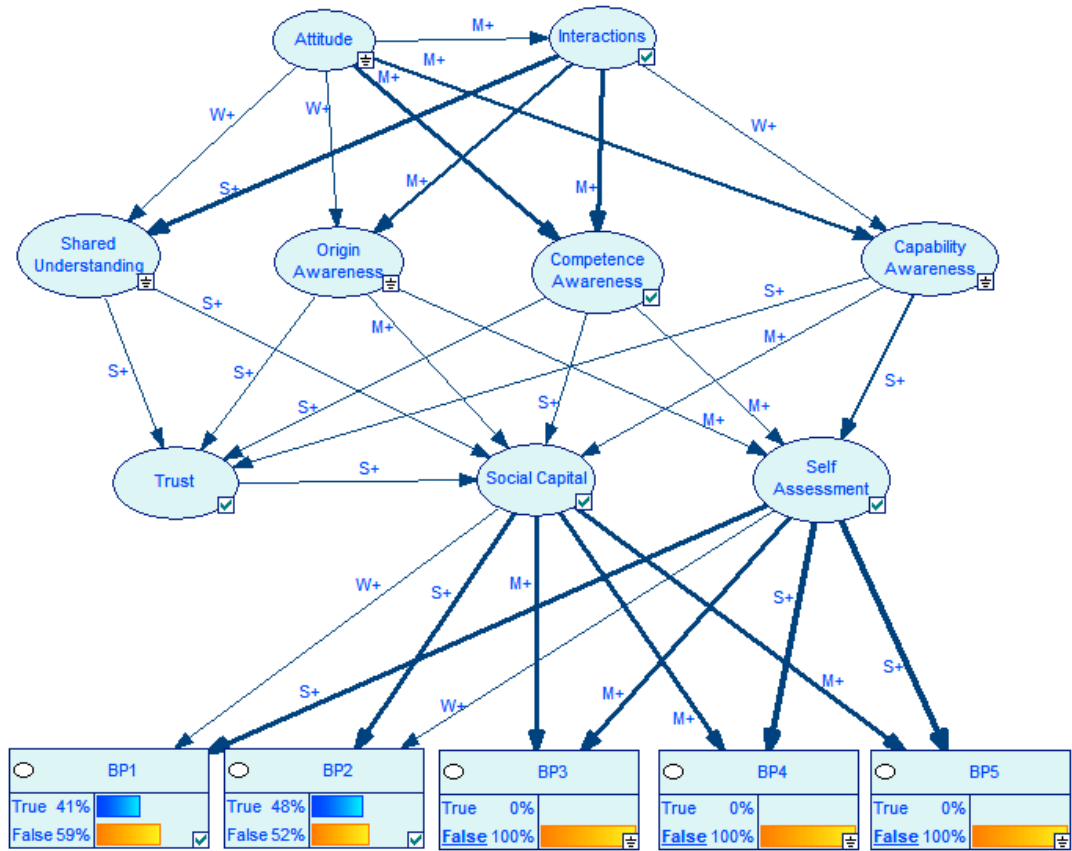 M+
Attitude
Interactions
M+
M+
W+
W+
W+
S+
M+
M+
Shared
Understanding
Origin
Awareness
Competence
Awareness
Capability
Awareness
S+
M+
S+
M+
S+
S+
S+
S+
S+
M+
M+
Trust
S+
Social Capital
Self
Assessment
W+
S+
M+
S+
S+
W+
M+
M+
S+
M+
BP1
True 41%
False 59%
BP2
True 48%
False 52%
BP3
True 0%
False 100%
BP4
True 0%
False 100%
BP5
True 0%
False 100%